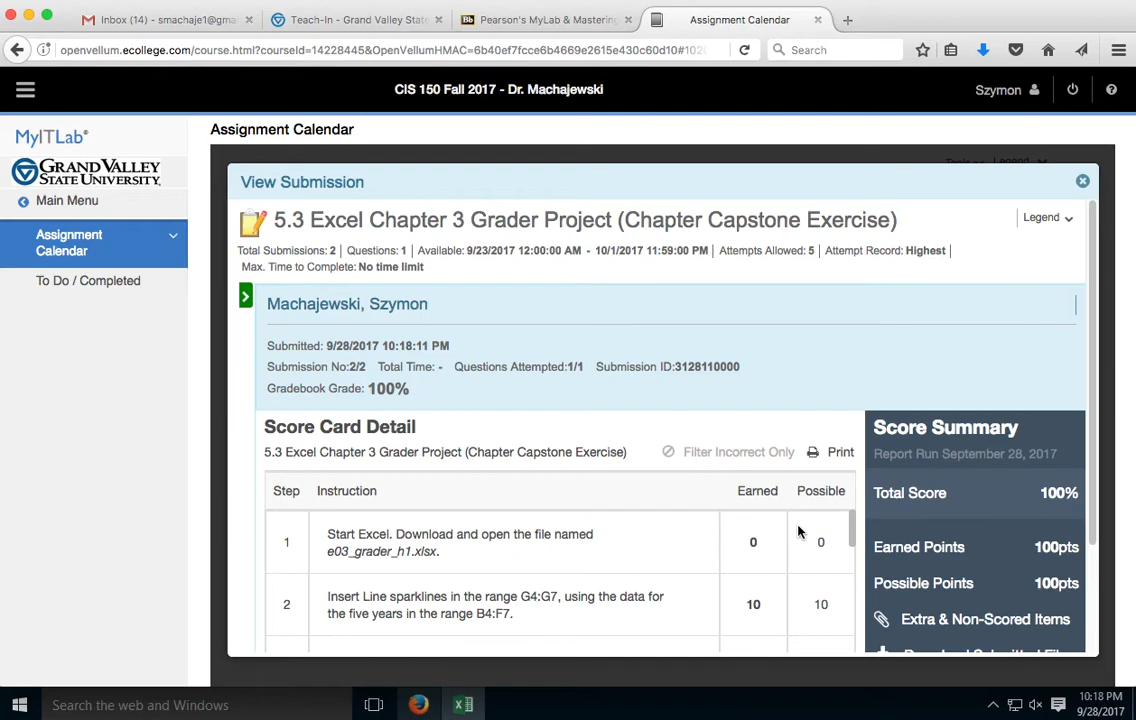 Inbox (14) - smachaje1@gma
Teach-In - Grand Valley State
Bb Pearson's MyLab & Mastering
Assignment Calendar
openvellum.ecollege.com/course.html?courseId=14228445&OpenVellumHMAC=6b40ef7fcce6b4669e2615e430c60d10#102
Search
CIS 150 Fall 2017 - Dr. Machajewski
Szymon
MyITLab®
GRAND VALLEY
STATE UNIVERSITY
Main Menu
Assignment
Calendar
To Do / Completed
Assignment Calendar
View Submission
5.3 Excel Chapter 3 Grader Project (Chapter Capstone Exercise)
Legend
Total Submissions: 2 | Questions: 1 | Available: 9/23/2017 12:00:00 AM - 10/1/2017 11:59:00 PM | Attempts Allowed: 5 | Attempt Record: Highest |
Max. Time to Complete: No time limit
Machajewski, Szymon
Submitted: 9/28/2017 10:18:11 PM
Submission No:2/2 Total Time: - Questions Attempted:1/1 Submission ID:3128110000
Gradebook Grade: 100%
Score Card Detail
5.3 Excel Chapter 3 Grader Project (Chapter Capstone Exercise) Filter Incorrect Only Print
Step Instruction Earned Possible
1 Start Excel. Download and open the file named 0 0
e03_grader_h1.xlsx.
2 Insert Line sparklines in the range G4:G7, using the data for 10 10
the five years in the range B4:F7.
Score Summary
Report Run September 28, 2017
Total Score 100%
Earned Points 100pts
Possible Points 100pts
Extra & Non-Scored Items
Search the web and Windows
10:18 PM
9/28/2017